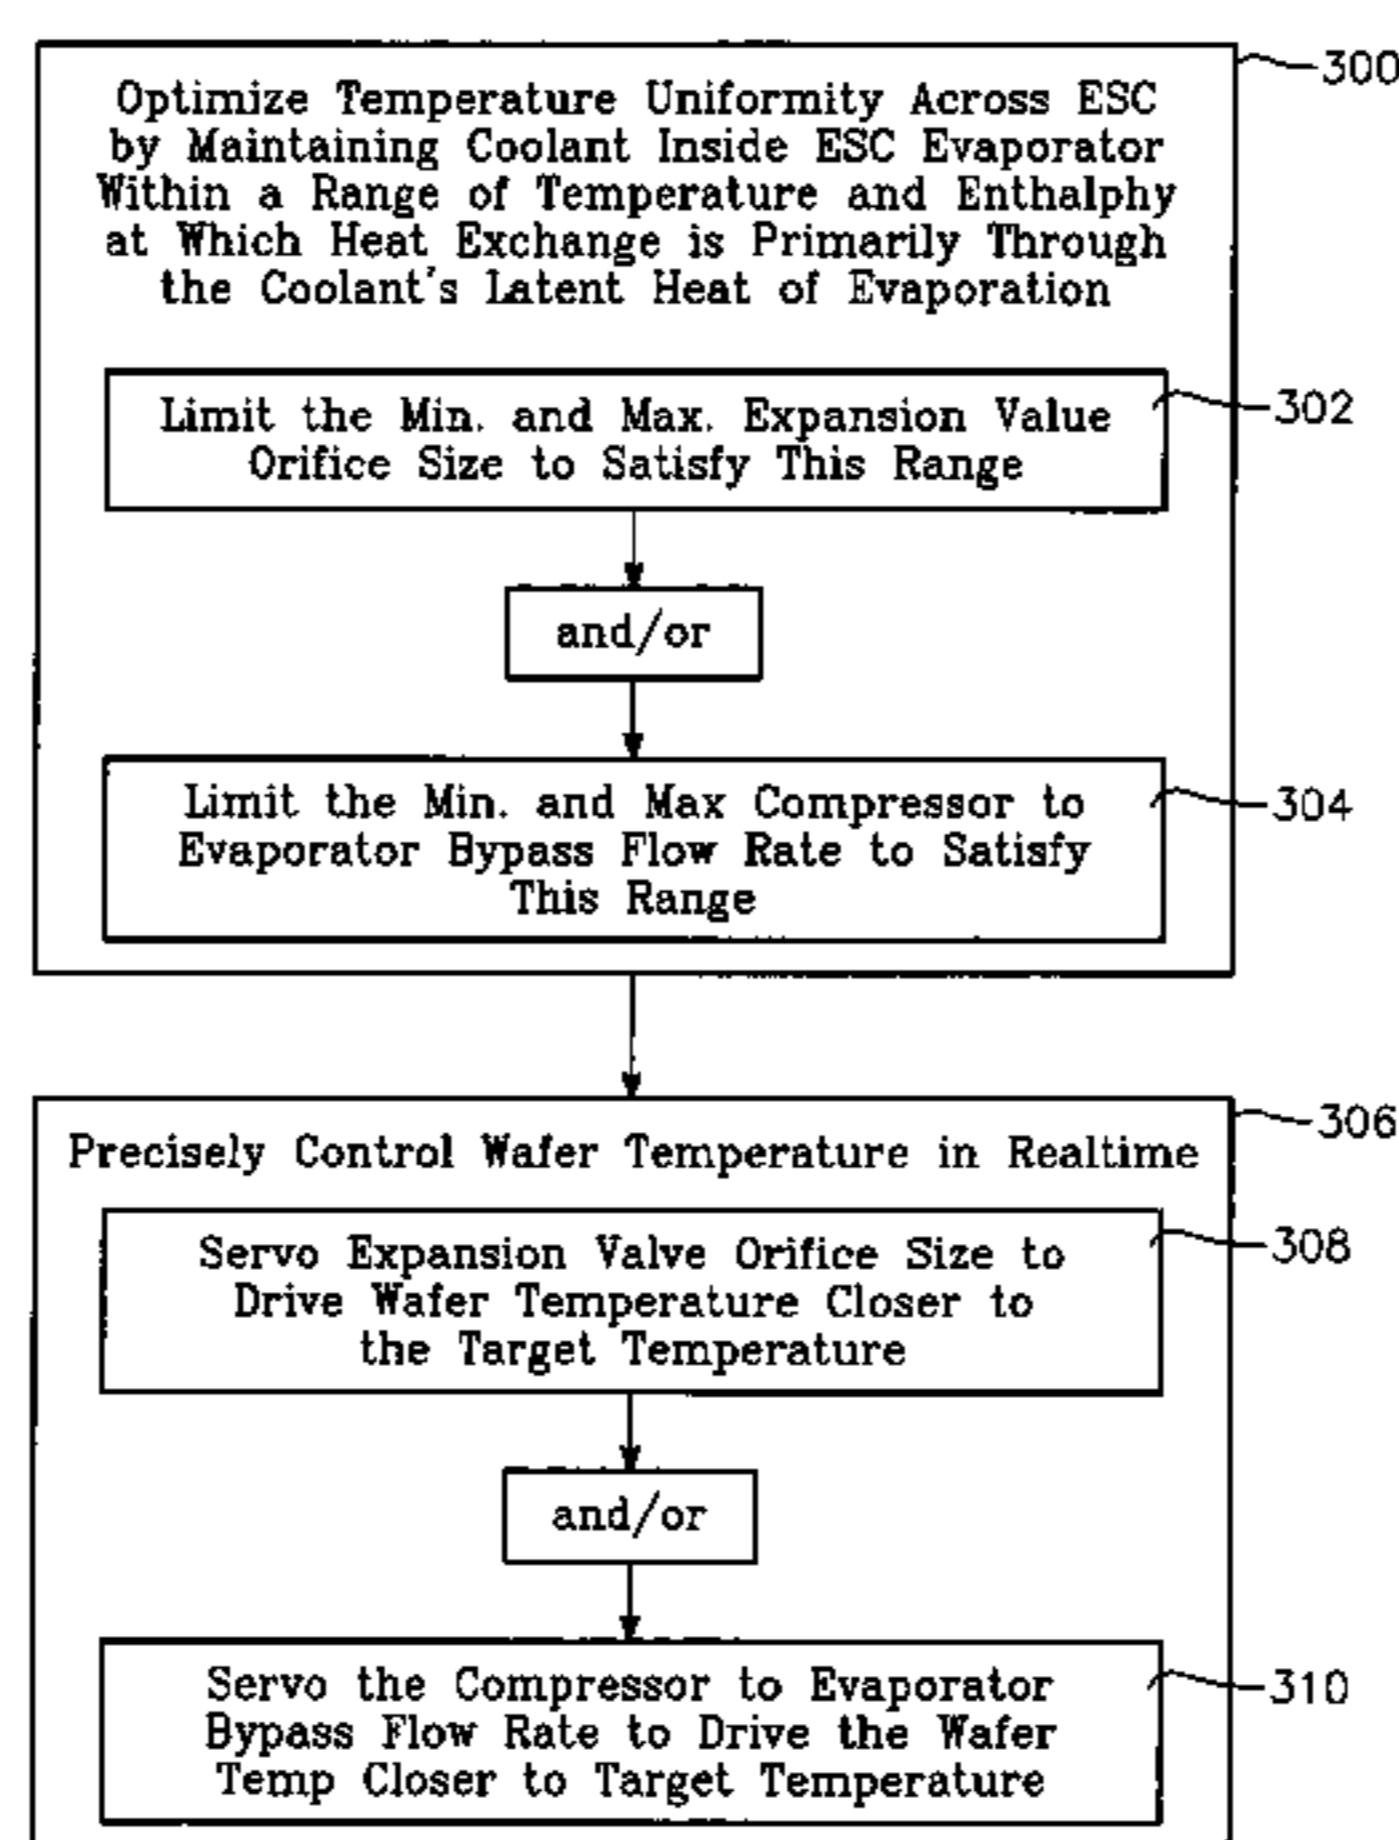 300
Optimize Temperature Uniformity Across ESC
by Maintaining Coolant Inside ESC Evaporator
Within a Range of Temperature and Enthalphy
at Which Heat Exchange is Primarily Through
the Coolant's Latent Heat of Evaporation
302
Limit the Min. and Max. Expansion Value
Orifice Size to Satisfy This Range
and/or
304
Limit the Min. and Max Compressor to
Evaporator Bypass Flow Rate to Satisfy
This Range
306
Precisely Control Wafer Temperature in Realtime
308
Servo Expansion Valve Orifice Size to
Drive Wafer Temperature Closer to
the Target Temperature
and/or
310
Servo the Compressor to Evaporator
Bypass Flow Rate to Drive the Wafer
Temp Closer to Target Temperature